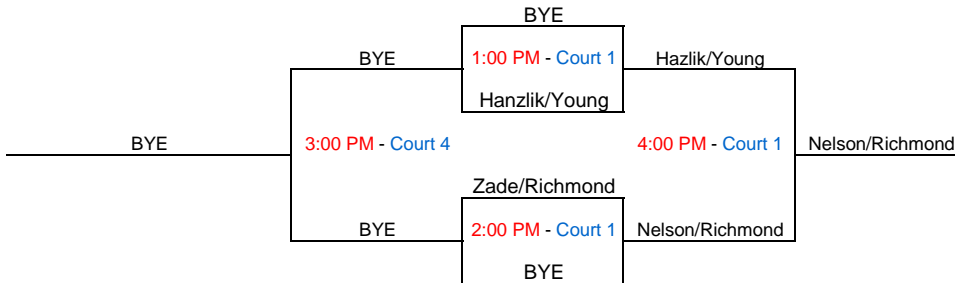 BYE
BYE
1:00 PM - Court 1
Hazlik/Young
Hanzlik/Young
BYE
3:00 PM - Court 4
4:00 PM - Court 1
Nelson/Richmond
Zade/Richmond
BYE
2:00 PM - Court 1
Nelson/Richmond
BYE